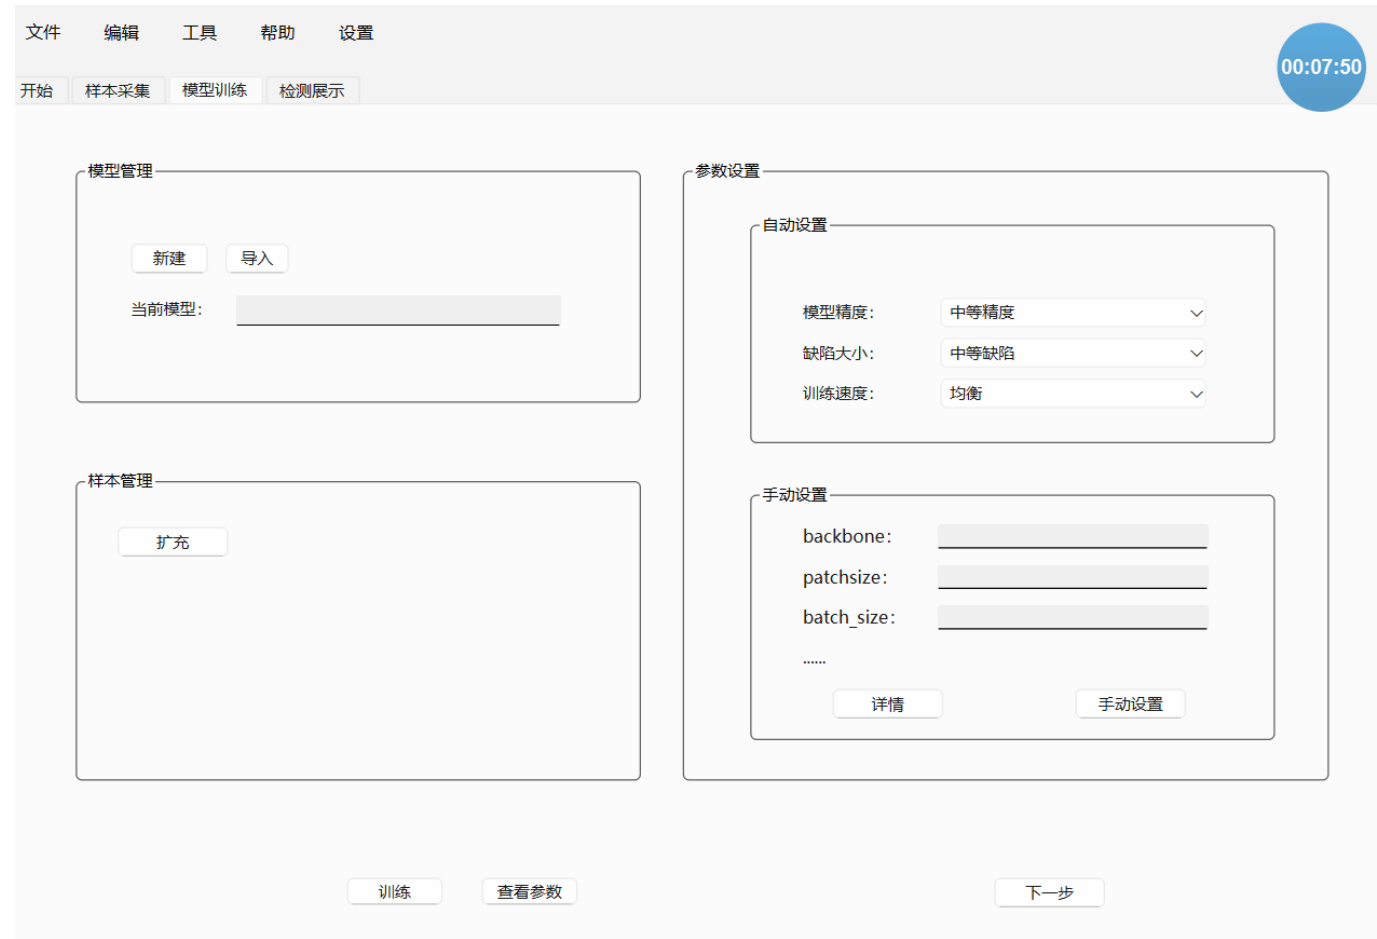 文件 编辑 工具 帮助 设置
00:07:50
开始 样本采集 模型训练 检测展示
模型管理
新建 导入
当前模型：
样本管理
扩充
参数设置
自动设置
模型精度： 中等精度
缺陷大小： 中等缺陷
训练速度： 均衡
手动设置
backbone：
patchsize：
batch_size：
......
详情 手动设置
训练 查看参数 下一步